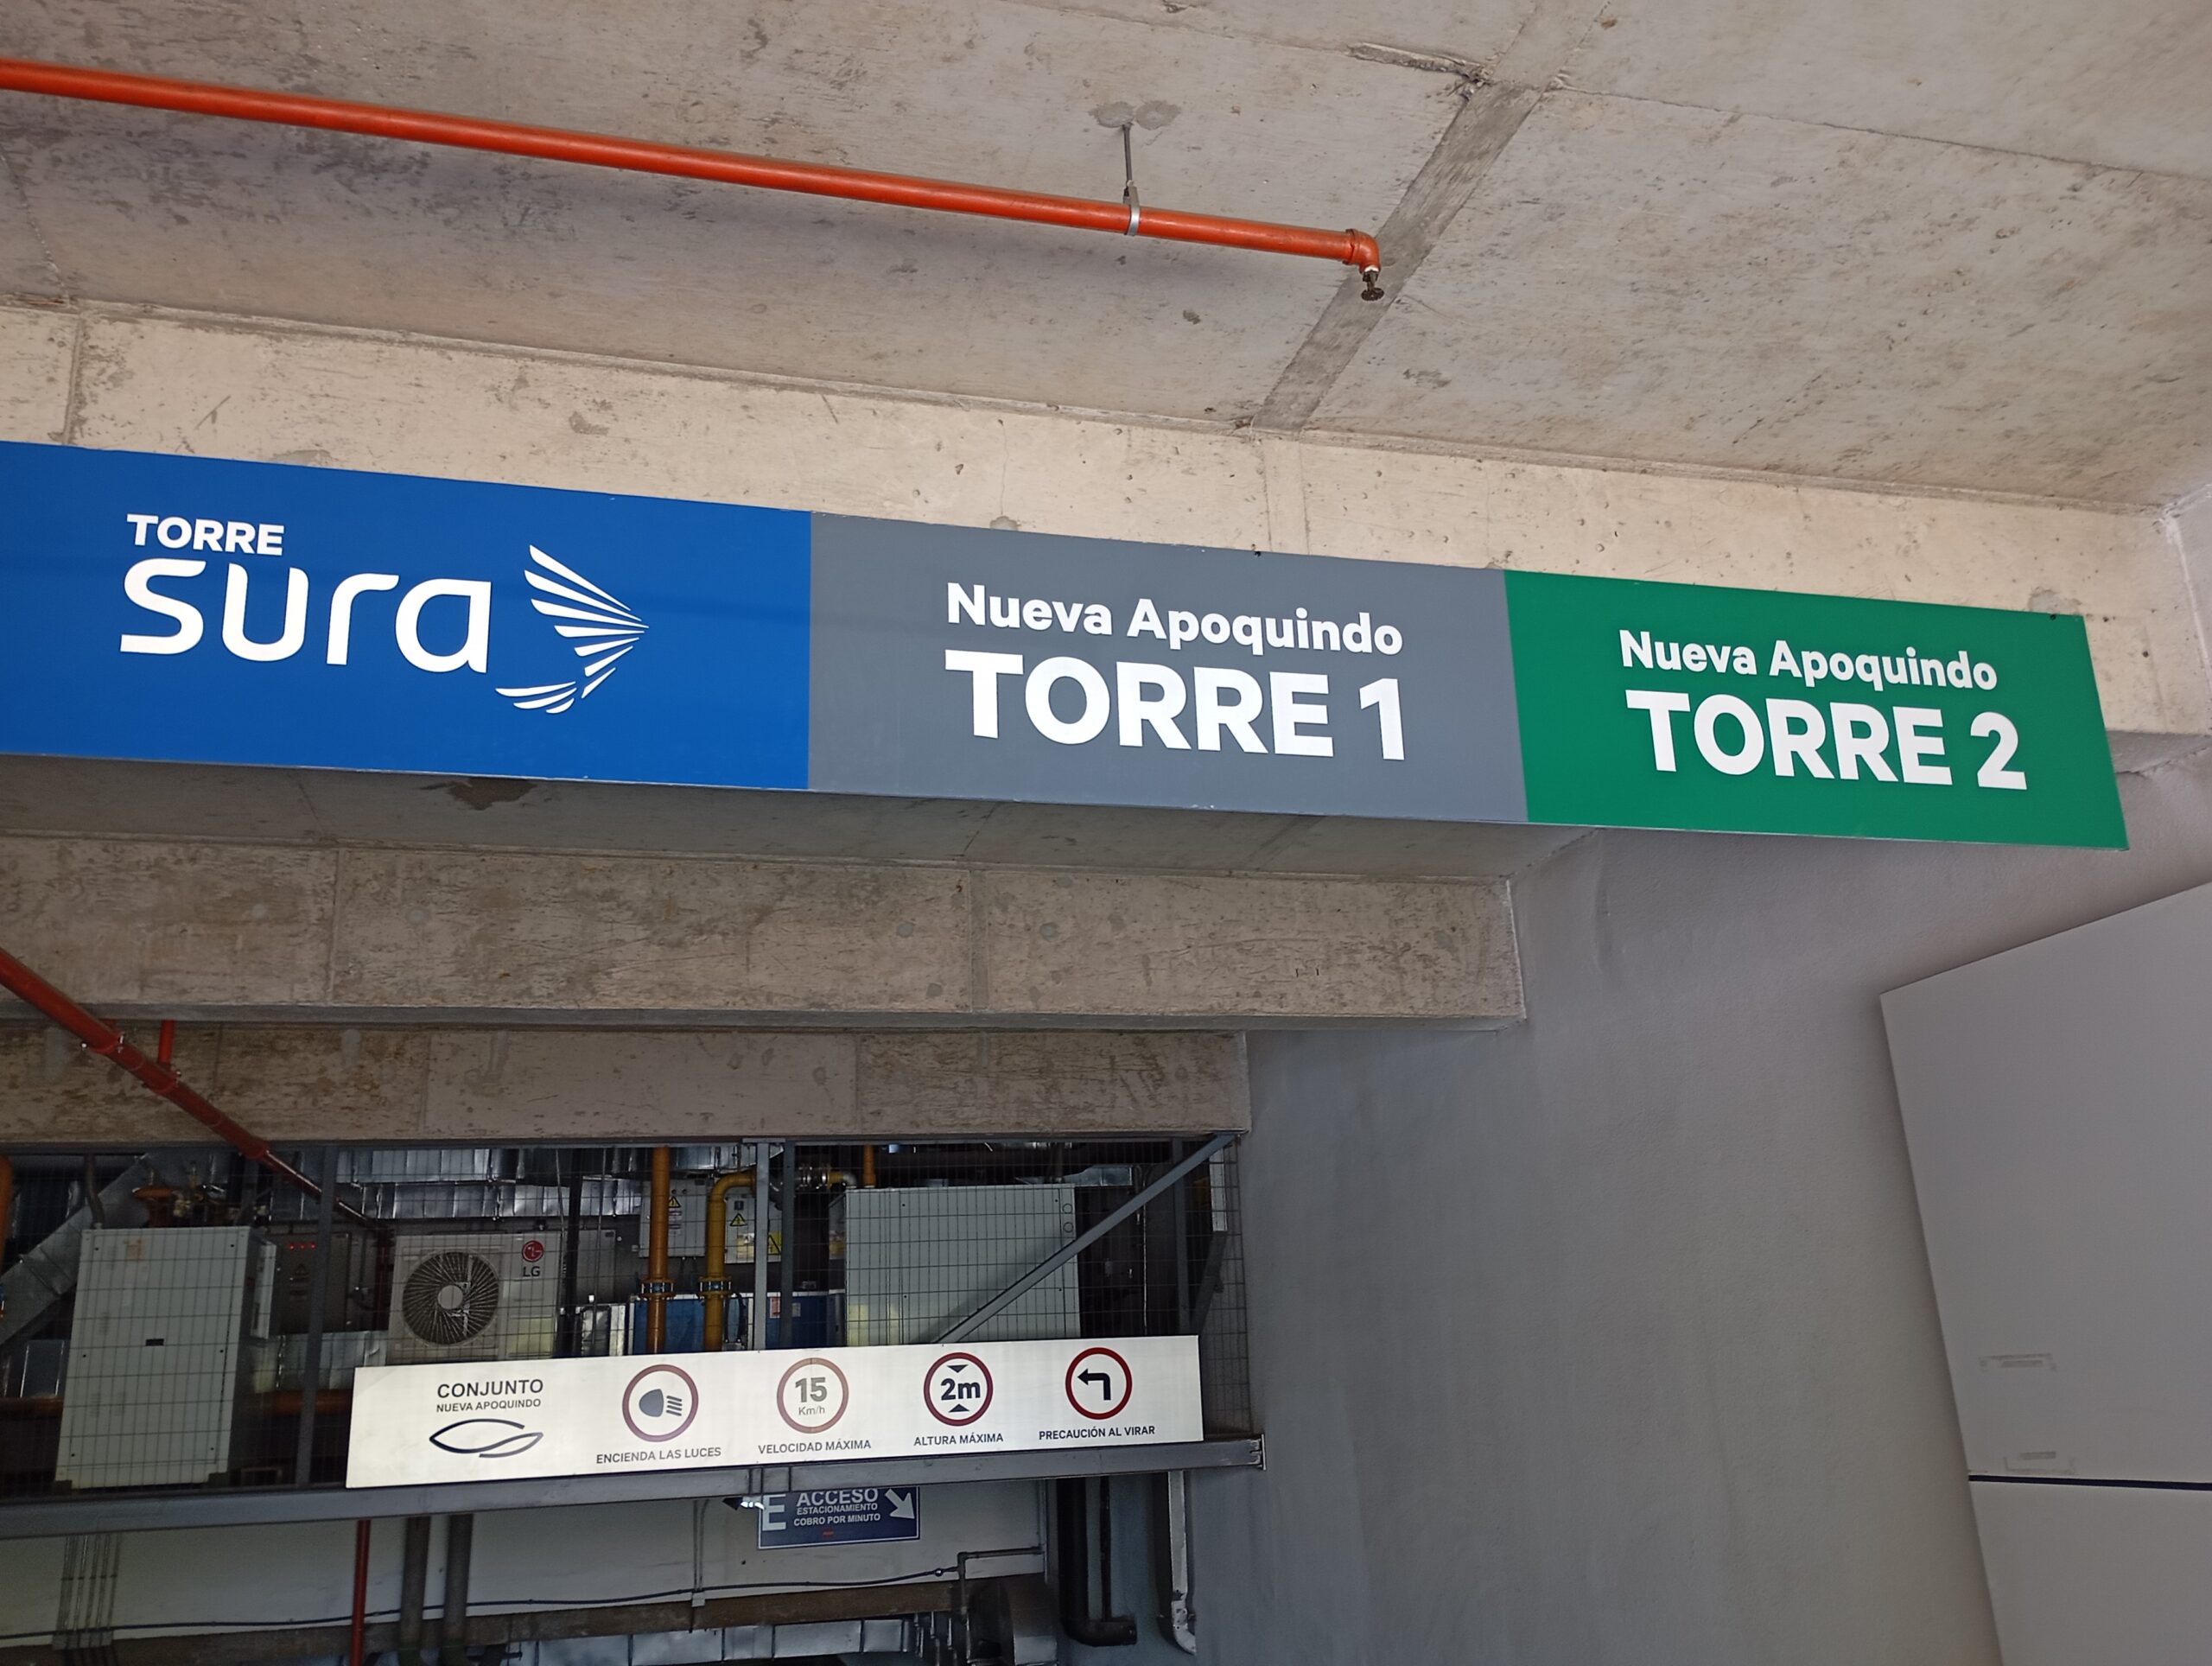 TORRE
sura
Nueva Apoquindo
TORRE 1
Nueva Apoquindo
TORRE 2
LG
CONJUNTO
NUEVA APOQUINDO
ENCIENDA LAS LUCES
15
Km/h
VELOCIDAD MÁXIMA
2m
ALTURA MÁXIMA
PRECAUCIÓN AL VIRAR
E
ACCESO
ESTACIONAMIENTO
COBRO POR MINUTO